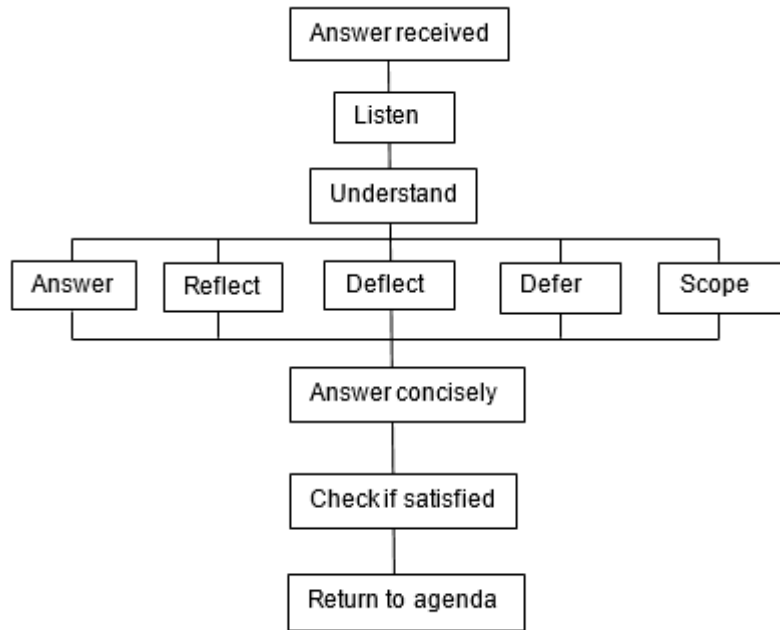 Answer received
Listen
Understand
Answer
Reflect
Deflect
Defer
Scope
Answer concisely
Check if satisfied
Return to agenda